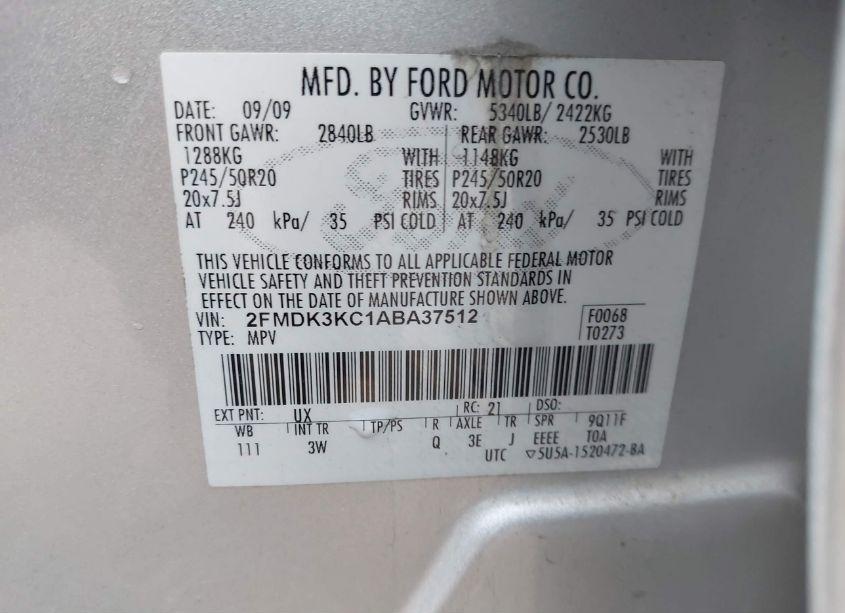 MFD. BY FORD MOTOR CO.
DATE: 09/09 GVWR: 5340LB/ 2422KG
FRONT GAWR: 2840LB REAR GAWR: 2530LB
1288KG WITH 1148KG WITH
P245/50R20 TIRES P245/50R20 TIRES
20x7.5J RIMS 20x7.5J RIMS
AT 240 kPa/ 35 PSI COLD AT 240 kPa/ 35 PSI COLD
THIS VEHICLE CONFORMS TO ALL APPLICABLE FEDERAL MOTOR
VEHICLE SAFETY AND THEFT PREVENTION STANDARDS IN
EFFECT ON THE DATE OF MANUFACTURE SHOWN ABOVE.
VIN: 2FMDK3KC1ABA37512 F0068
TYPE: MPV T0273
EXT PNT: UX RC: 21 DSO:
WB INT TR TP/PS R AXLE TR SPR 9Q11F
111 3W Q 3E J EEEE TOA
UTC ▽5U5A-1520472-BA